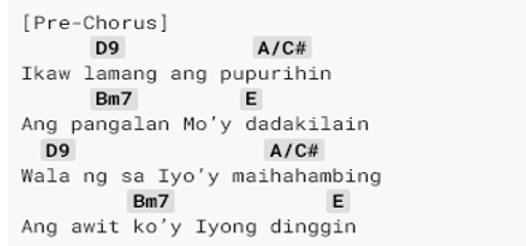 [Pre-Chorus]
D9 A/C#
Ikaw lamang ang pupurihin
Bm7 E
Ang pangalan Mo’y dadakilain
D9 A/C#
Wala ng sa Iyo’y maihahambing
Bm7 E
Ang awit ko’y Iyong dinggin